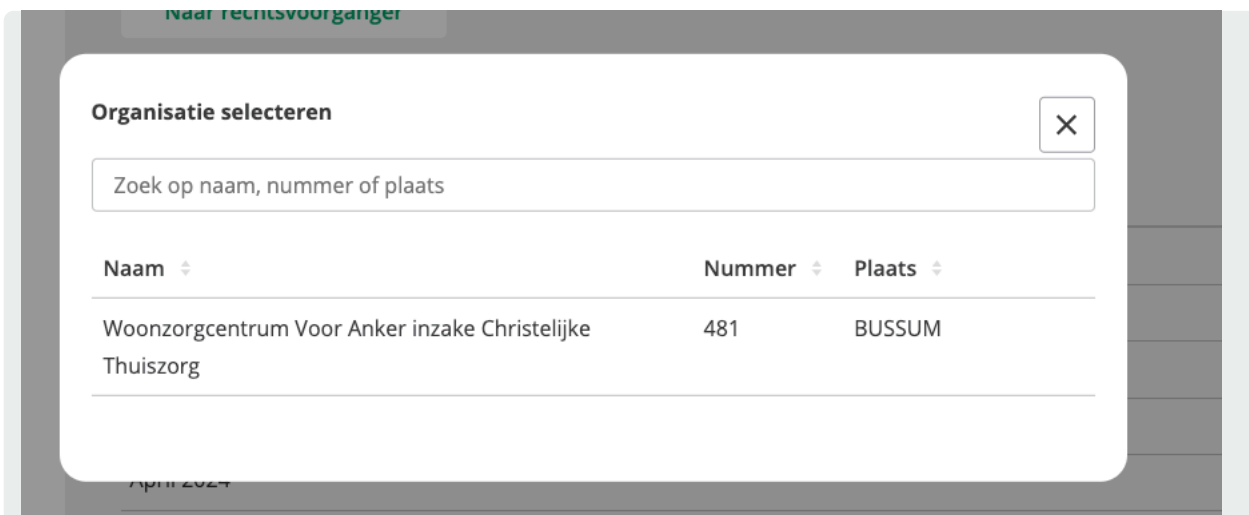 Naar rechtsvoorganger
Organisatie selecteren
Zoek op naam, nummer of plaats
Naam Nummer Plaats
Woonzorgcentrum Voor Anker inzake Christelijke 481 BUSSUM
Thuiszorg
April 2024